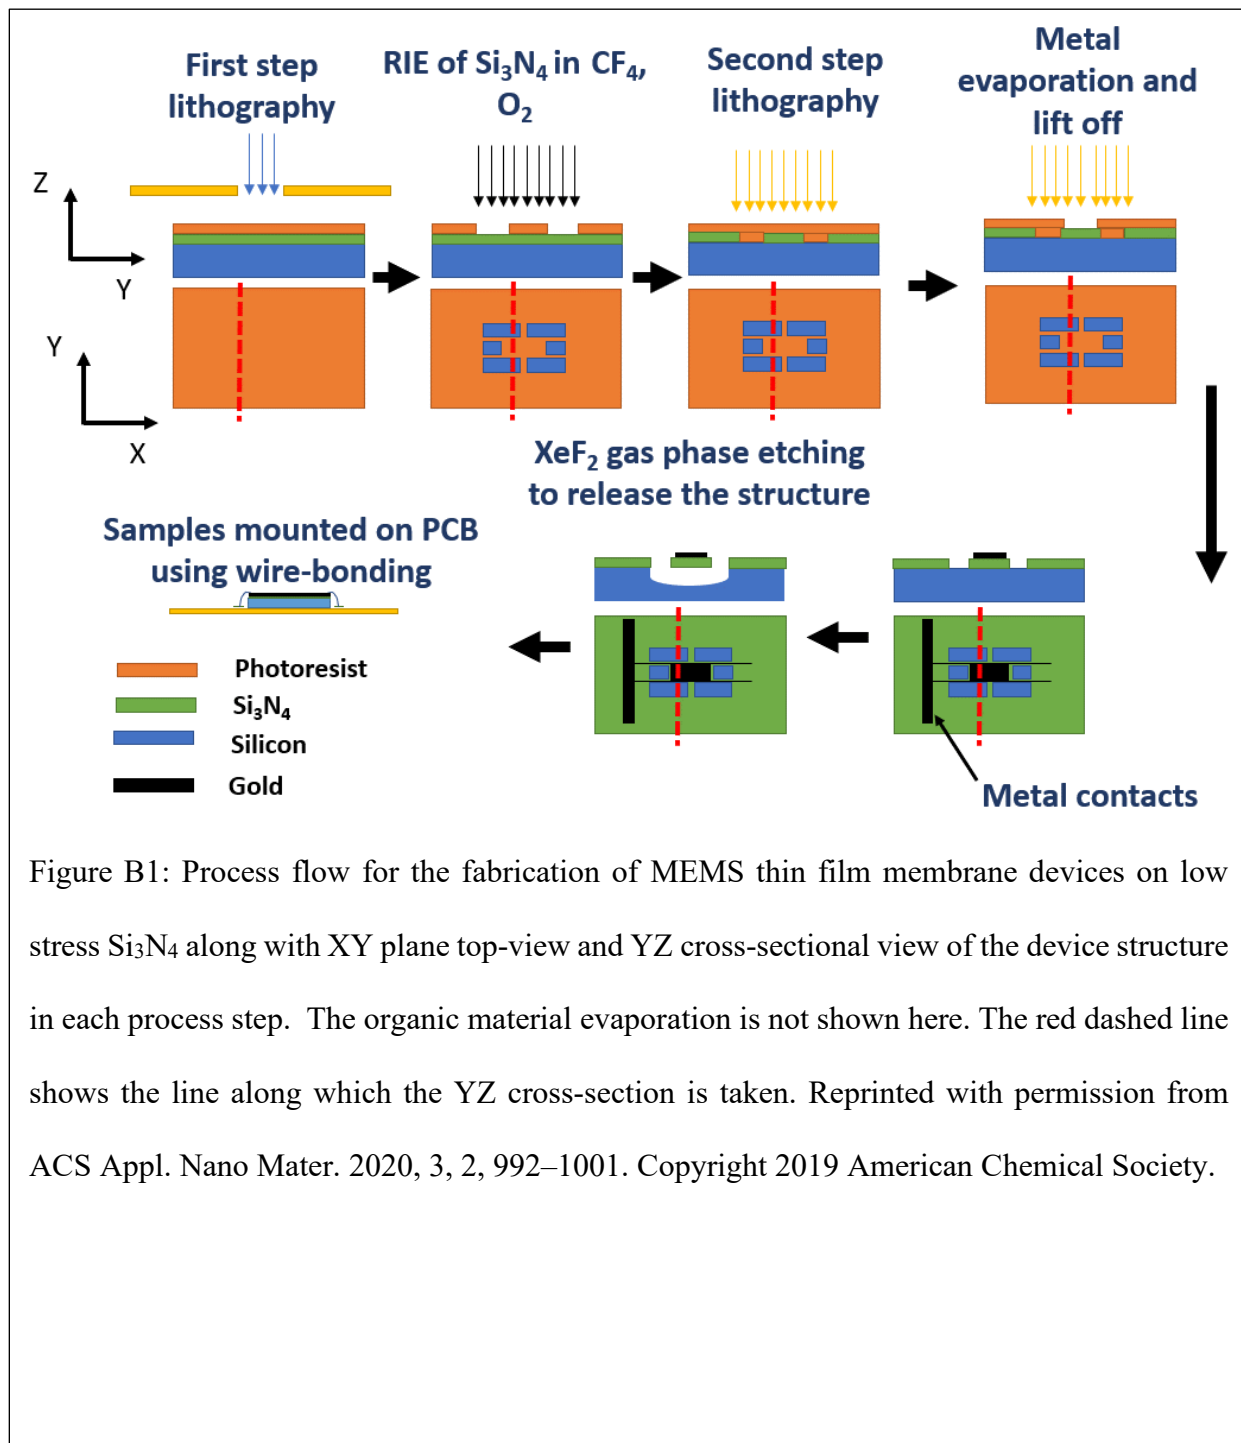 First step
lithography
RIE of Si₃N₄ in CF₄,
O₂
Second step
lithography
Metal
evaporation and
lift off
Z
Y
Y
X
XeF₂ gas phase etching
to release the structure
Samples mounted on PCB
using wire-bonding
Photoresist
Si₃N₄
Silicon
Gold
Metal contacts
Figure B1: Process flow for the fabrication of MEMS thin film membrane devices on low
stress Si₃N₄ along with XY plane top-view and YZ cross-sectional view of the device structure
in each process step.  The organic material evaporation is not shown here. The red dashed line
shows the line along which the YZ cross-section is taken. Reprinted with permission from
ACS Appl. Nano Mater. 2020, 3, 2, 992–1001. Copyright 2019 American Chemical Society.